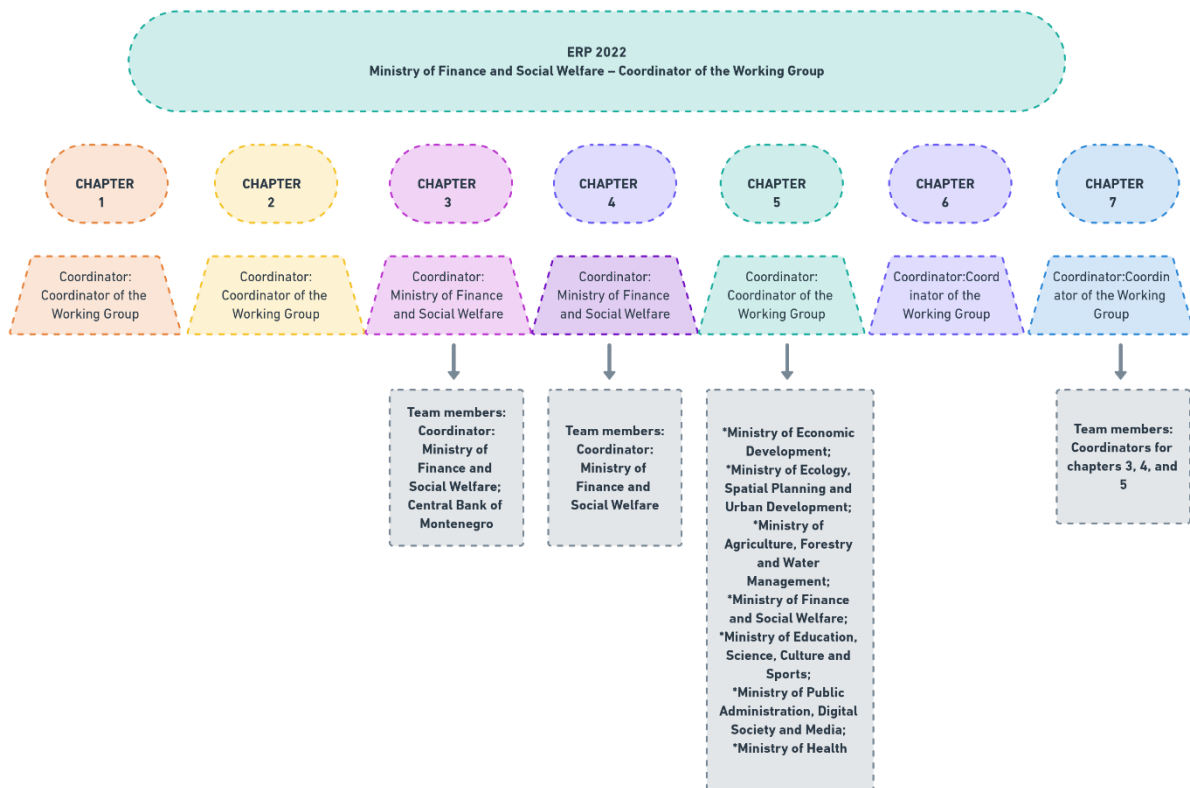 ERP 2022
Ministry of Finance and Social Welfare – Coordinator of the Working Group
CHAPTER
1
CHAPTER
2
CHAPTER
3
CHAPTER
4
CHAPTER
5
CHAPTER
6
CHAPTER
7
Coordinator:
Coordinator of the
Working Group
Coordinator:
Coordinator of the
Working Group
Coordinator:
Ministry of Finance
and Social Welfare
Coordinator:
Ministry of Finance
and Social Welfare
Coordinator:
Coordinator of the
Working Group
Coordinator:Coord
inator of the
Working Group
Coordinator:Coordin
ator of the Working
Group
Team members:
Coordinator:
Ministry of
Finance and
Social Welfare;
Central Bank of
Montenegro
Team members:
Coordinator:
Ministry of
Finance and
Social Welfare
*Ministry of Economic
Development;
*Ministry of Ecology,
Spatial Planning and
Urban Development;
*Ministry of
Agriculture, Forestry
and Water
Management;
*Ministry of Finance
and Social Welfare;
*Ministry of Education,
Science, Culture and
Sports;
*Ministry of Public
Administration, Digital
Society and Media;
*Ministry of Health
Team members:
Coordinators for
chapters 3, 4, and
5